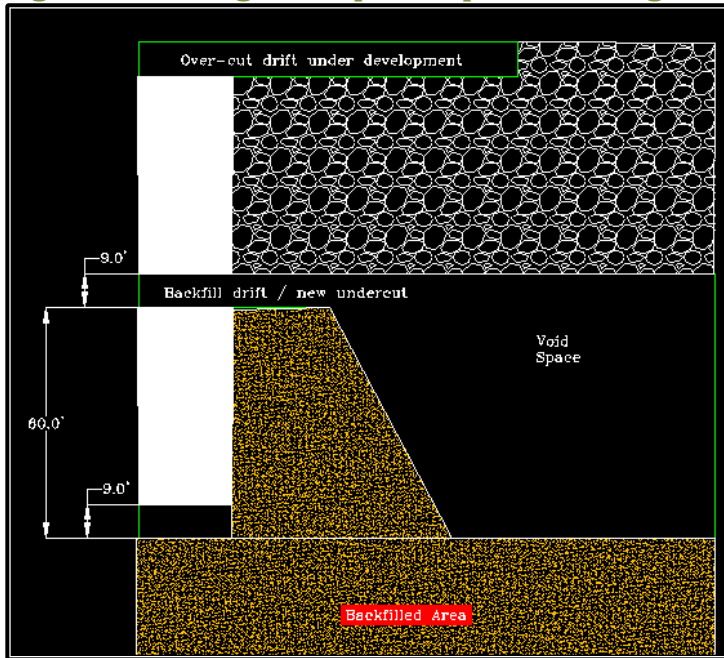 Over-cut drift under development
9.0'
Backfill drift / new undercut
Void
Space
60.0'
9.0'
Backfilled Area